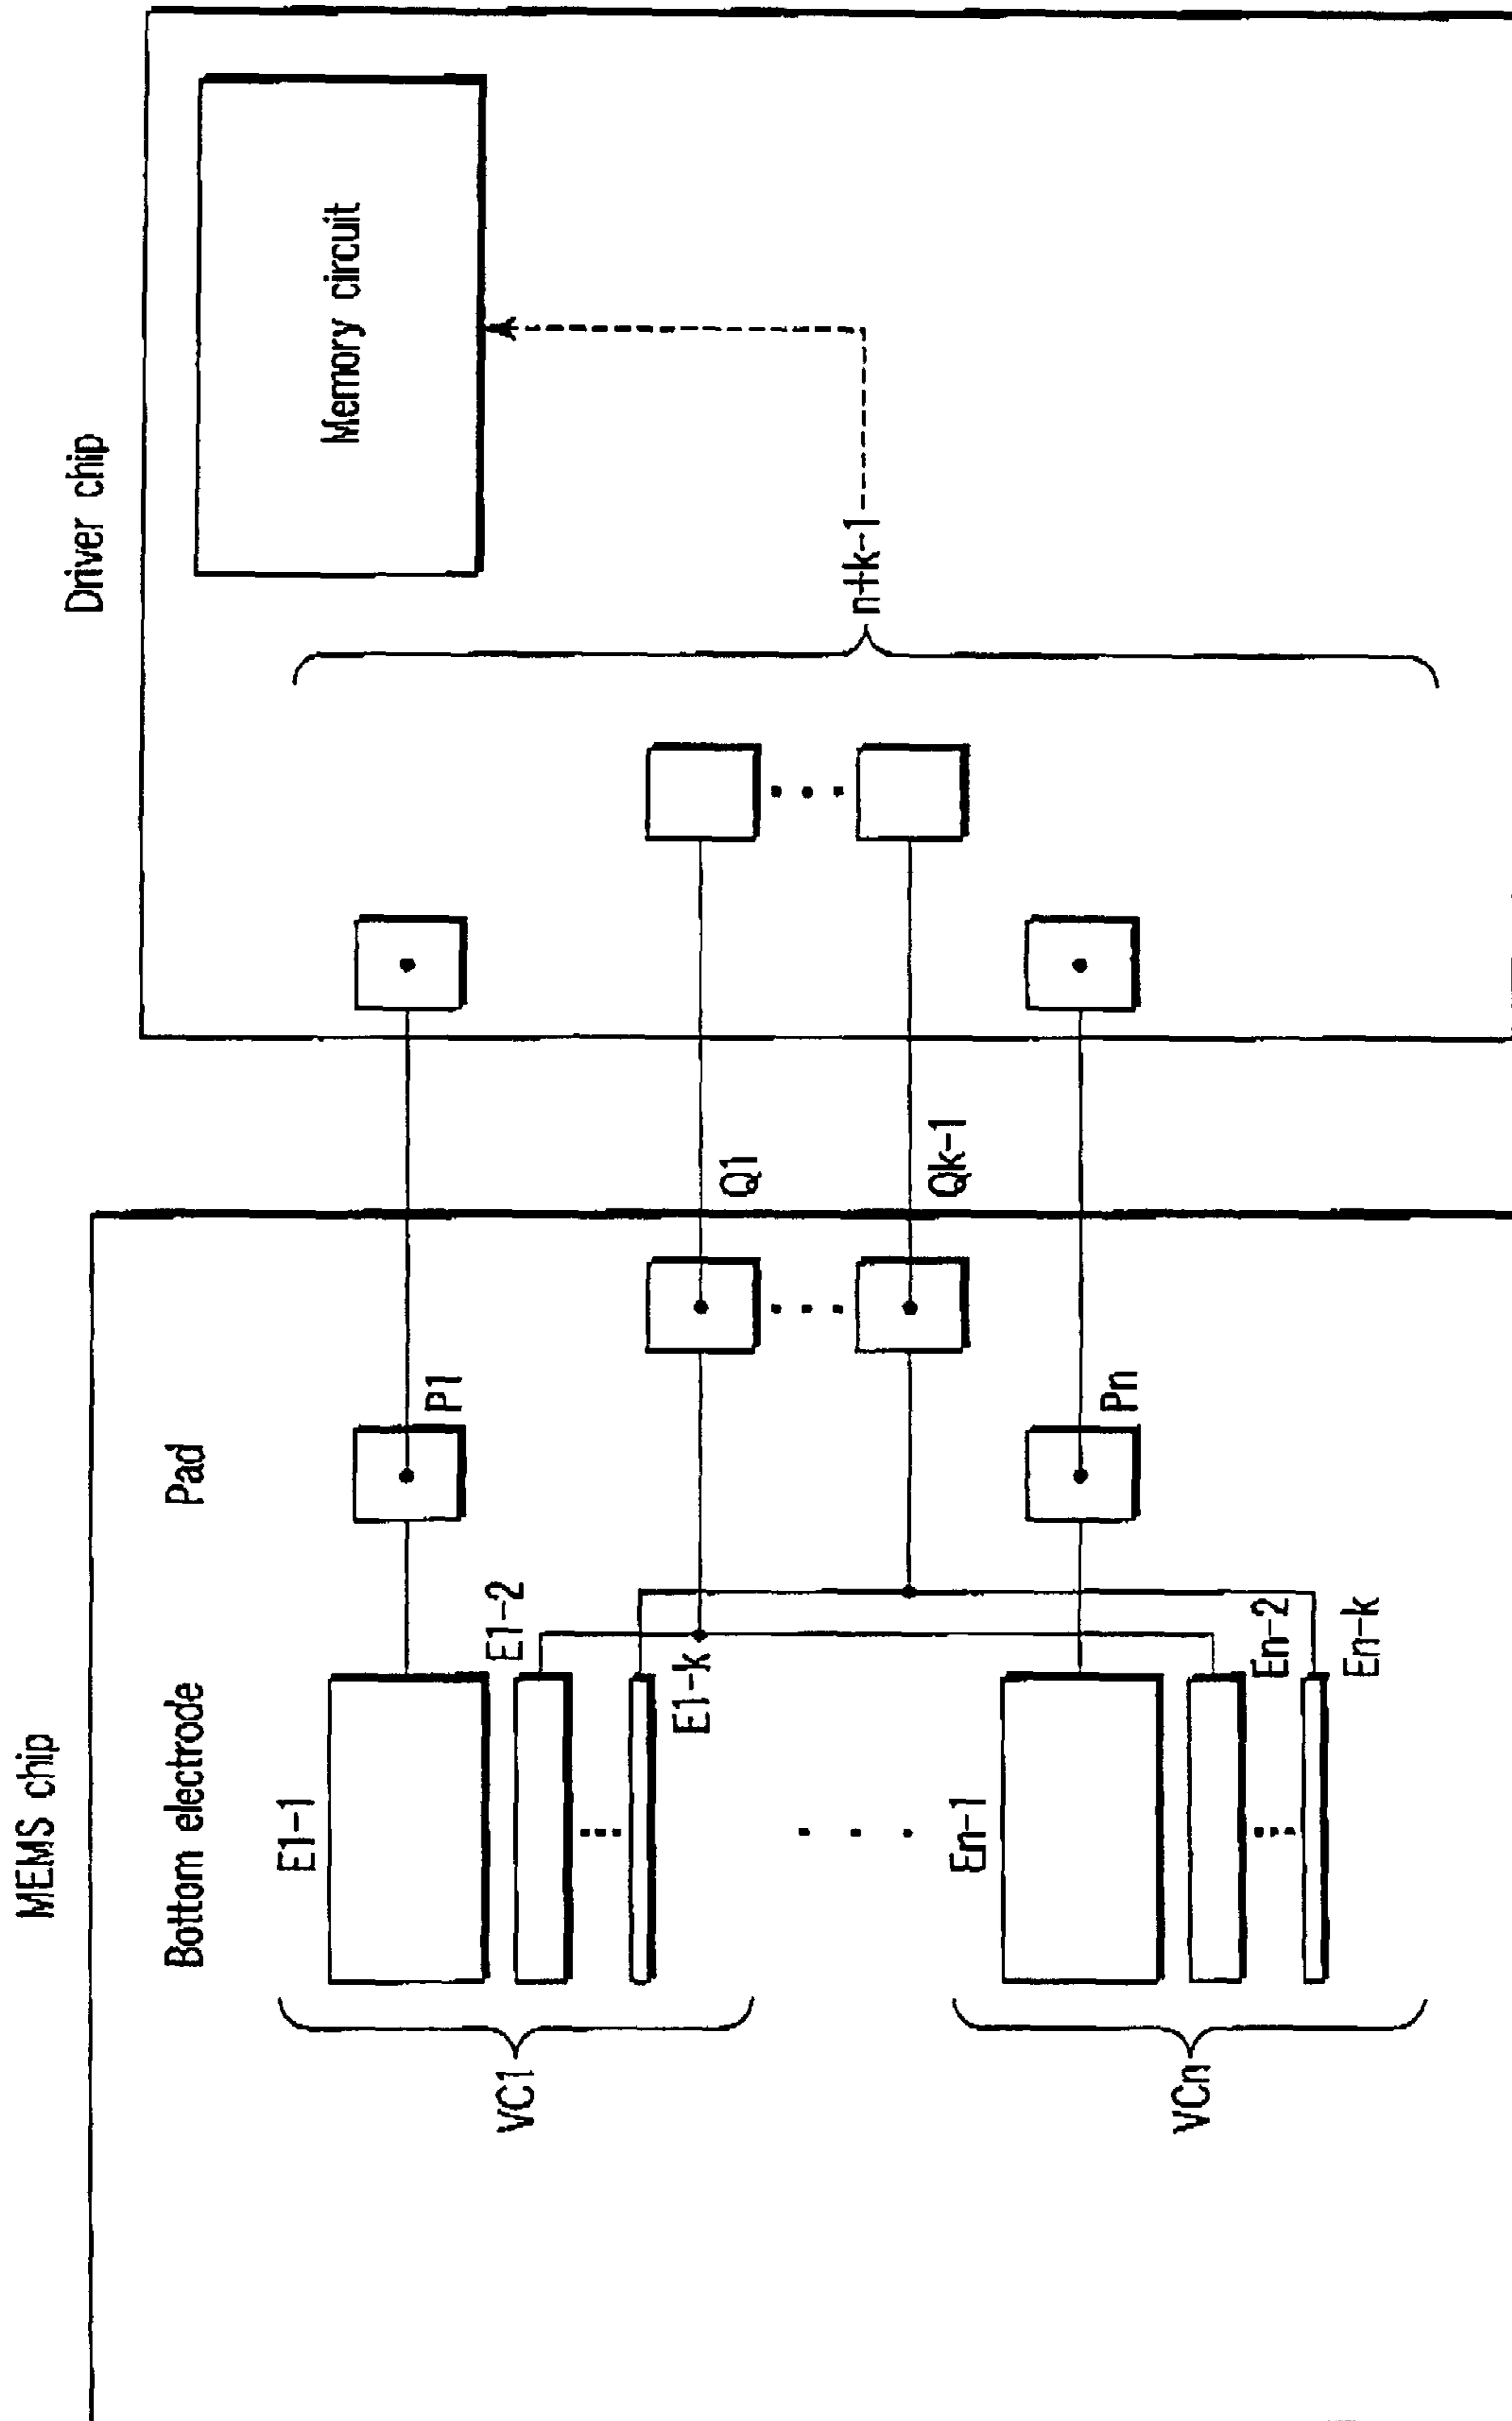 MEMS chip
Driver chip
Bottom electrode
Pad
Memory circuit
VC1
E1-1
E1-2
E1-k
P1
Q1
Qk-1
n+k-1
VCn
En-1
En-2
En-k
Pn